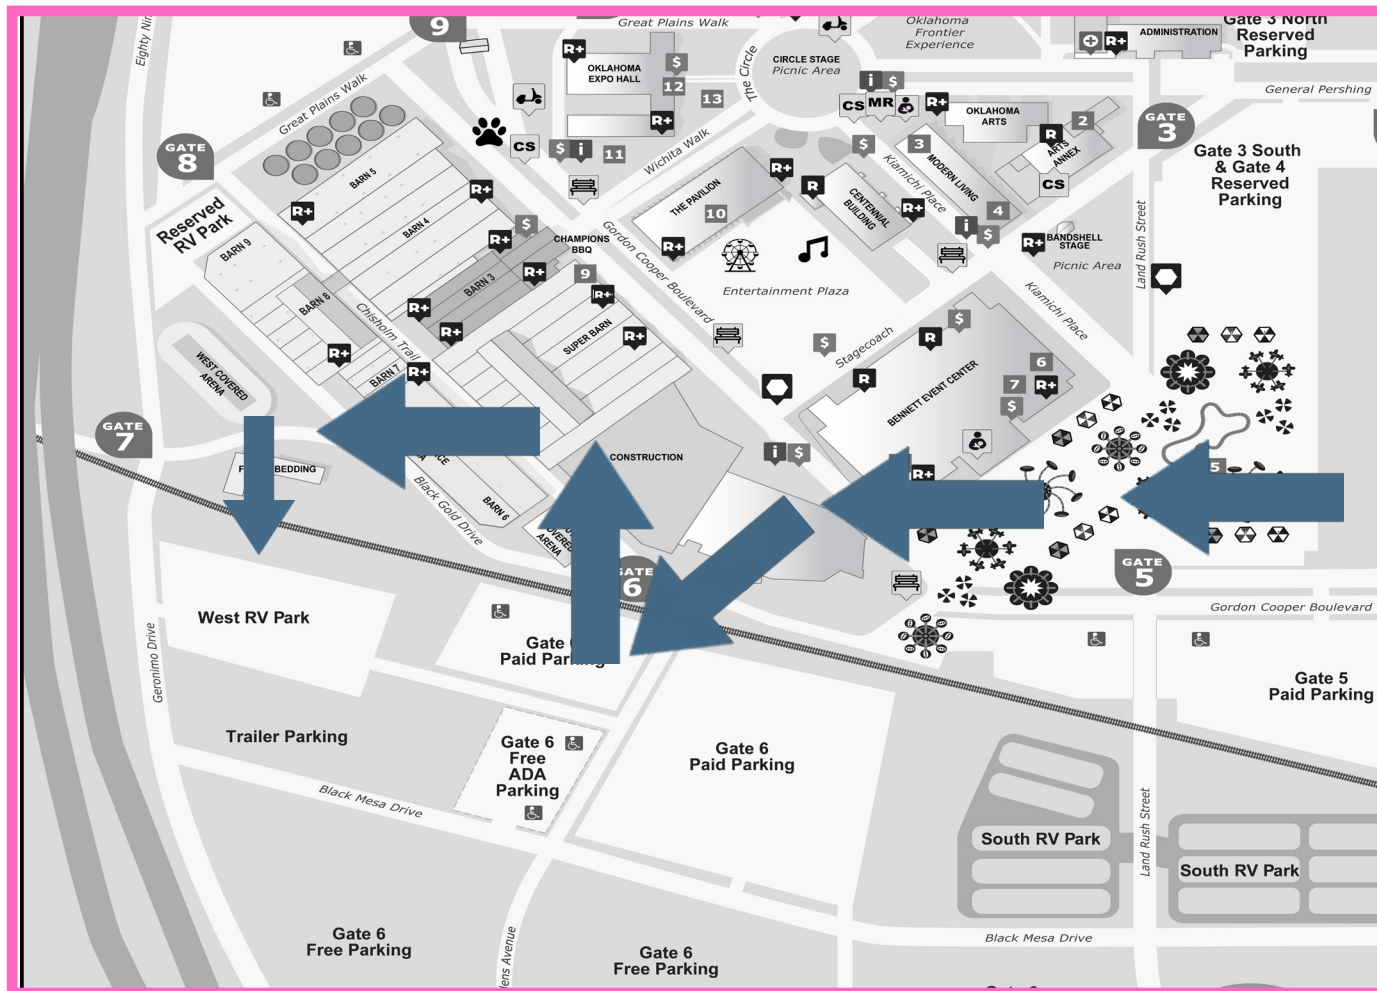 Great Plains Walk
Oklahoma
Frontier
Experience
Gate 3 North
Reserved
Parking
ADMINISTRATION
R+
9
R+
$
OKLAHOMA
EXPO HALL
12
13
The Circle
CIRCLE STAGE
Picnic Area
i
$
CS
MR
R+
General Pershing
Great Plains Walk
CS
$
i
11
R+
Wichita Walk
$
3
OKLAHOMA
ARTS
2
R
ARTS
ANNEX
CS
GATE
3
Gate 3 South
& Gate 4
Reserved
Parking
GATE
8
BARN 5
R+
R+
THE PAVILION
10
R+
R+
R
CENTENNIAL
BUILDING
R+
Kiamichi Place
MODERN LIVING
4
i
$
R+
BANDSHELL
STAGE
Picnic Area
Land Rush Street
Reserved
RV Park
BARN 9
BARN 4
$
R+
CHAMPIONS
BBQ
9
R+
R+
Gordon Cooper Boulevard
Entertainment Plaza
BARN 8
BARN 3
R+
R+
R+
Chisholm Trail
SUPER BARN
R+
$
Stagecoach
$
R
Kiamichi Place
BENNETT EVENT CENTER
R
6
7
R+
$
WEST COVERED
ARENA
BARN 7
R+
GATE
7
BEDDING
CONSTRUCTION
i
$
R+
5
BARN 6
Black Gold Drive
ARENA
GATE
6
GATE
5
Gordon Cooper Boulevard
West RV Park
Geronimo Drive
Paid Parking
Gate 5
Paid Parking
Trailer Parking
Gate 6
Free
ADA
Parking
Gate 6
Paid Parking
Black Mesa Drive
South RV Park
Land Rush Street
South RV Park
Gate 6
Free Parking
Gate 6
Free Parking
Black Mesa Drive